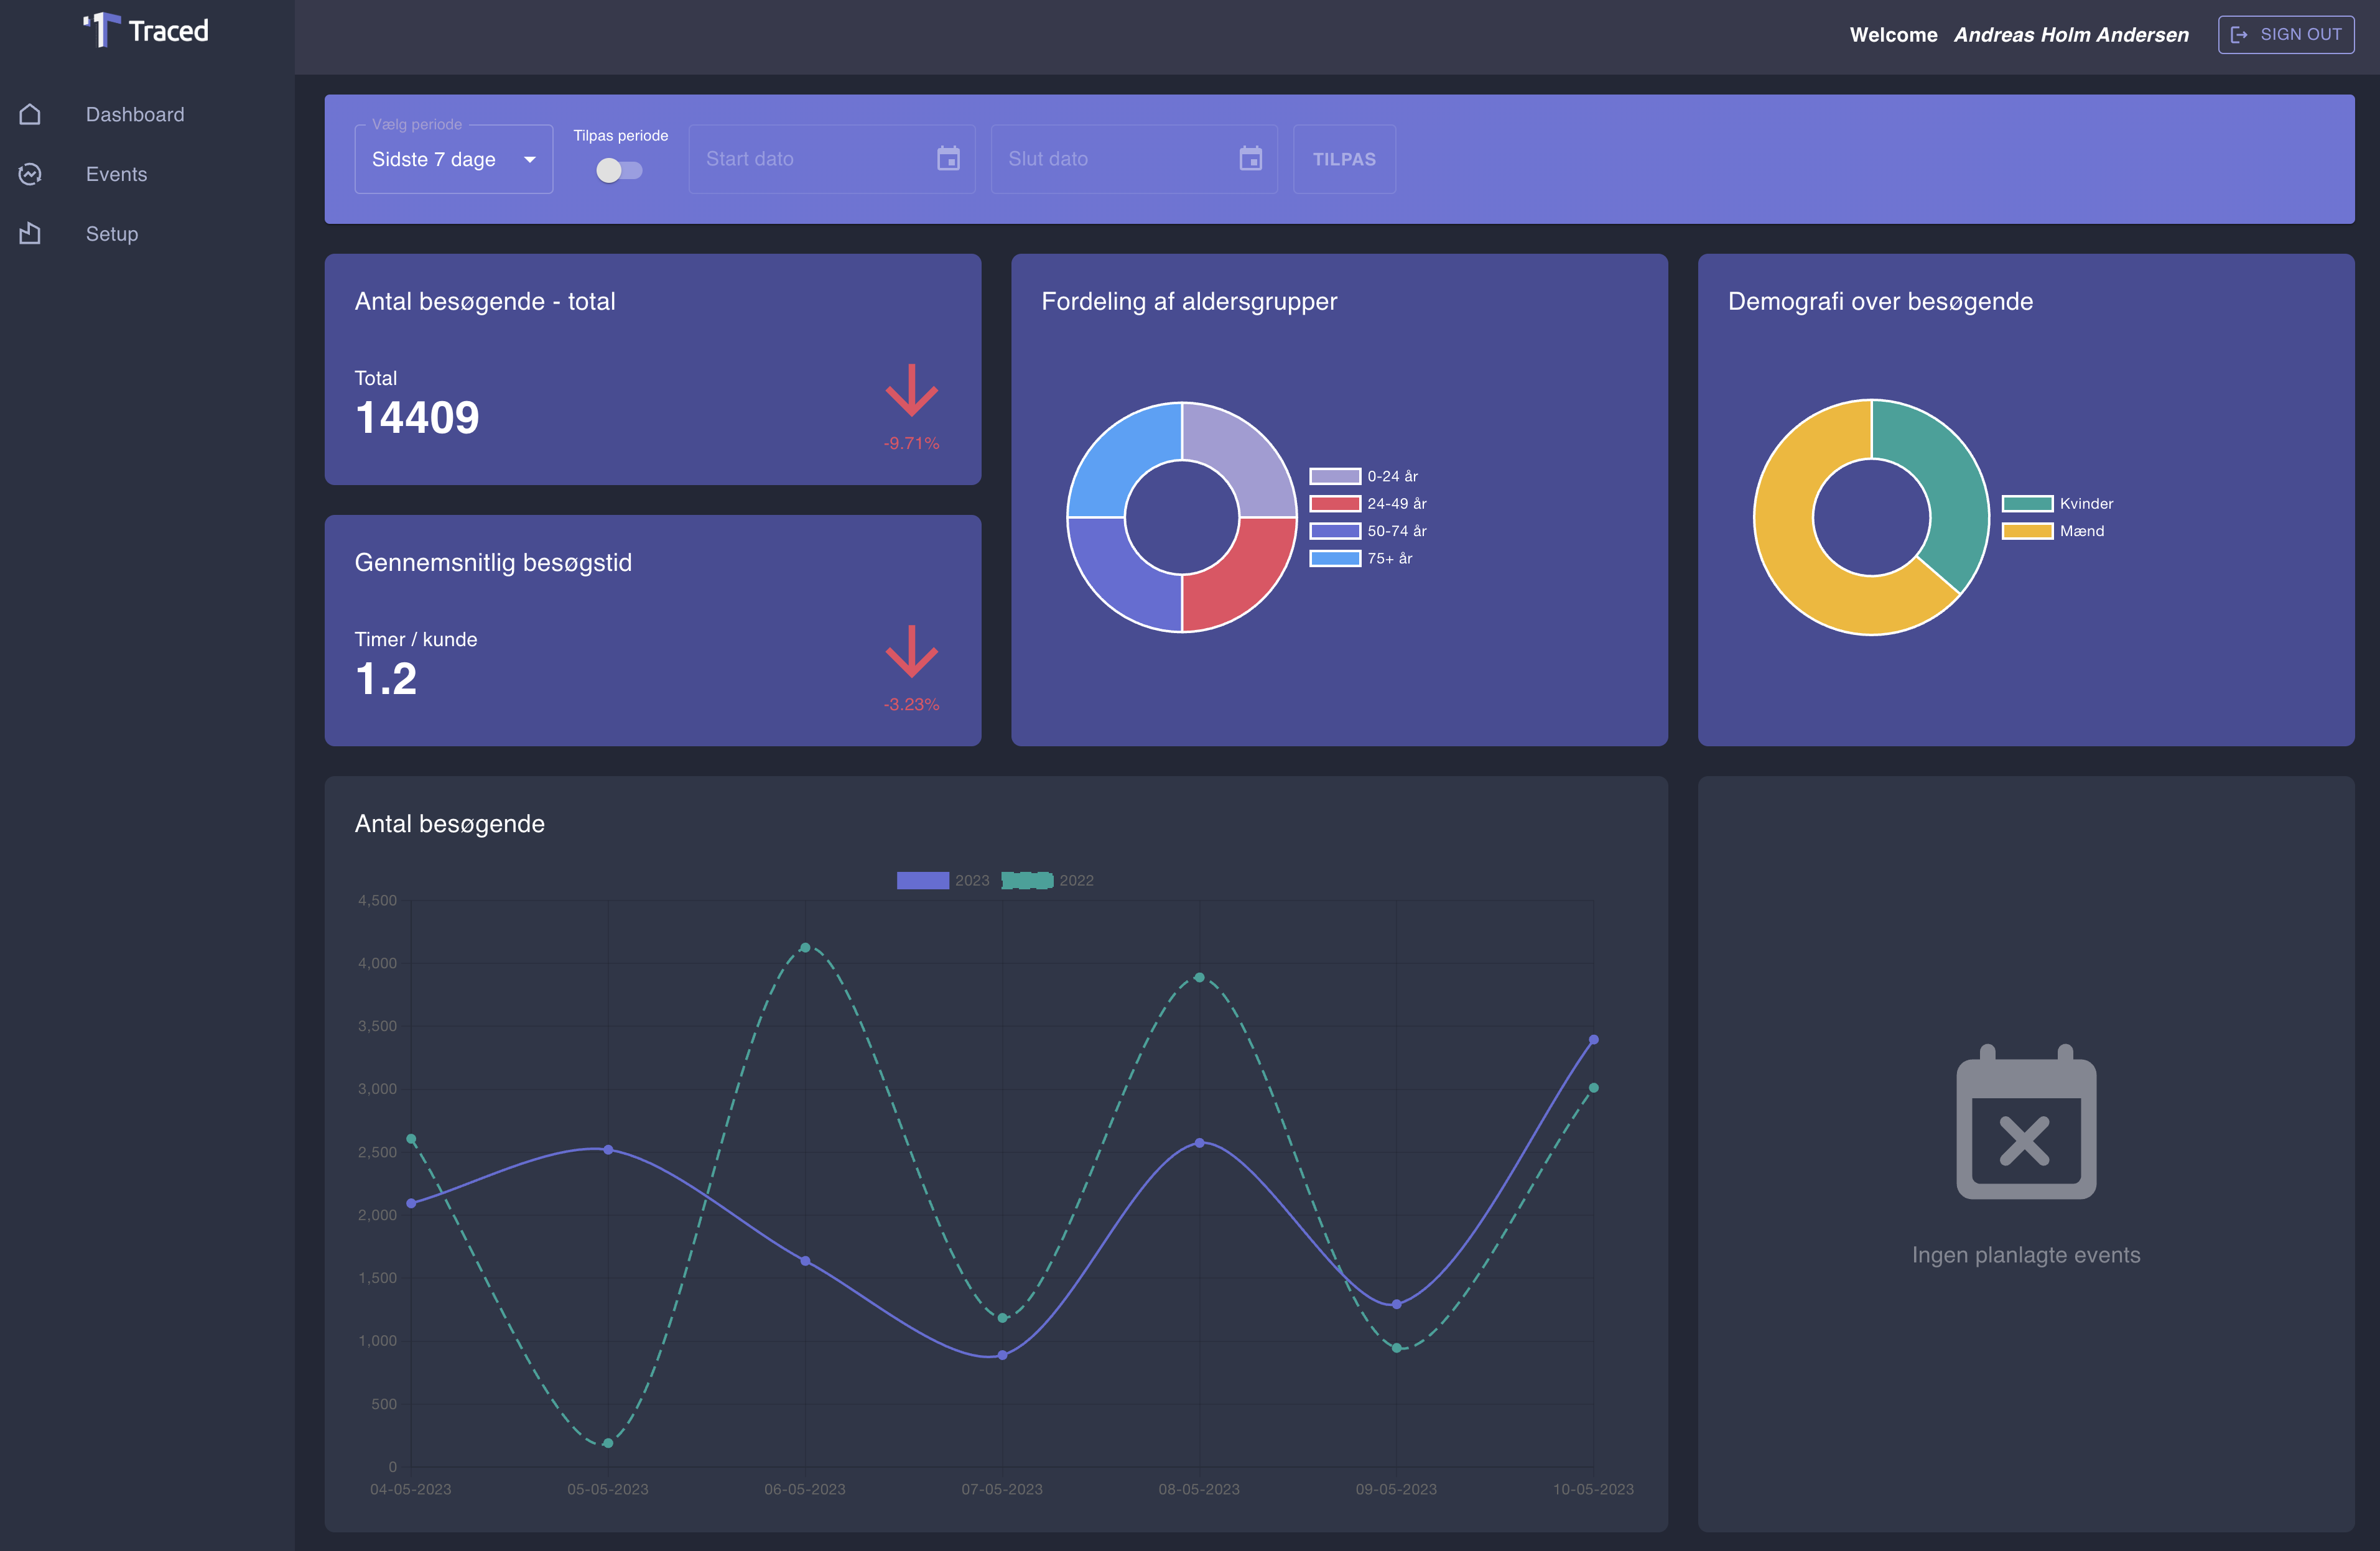 Traced
Welcome Andreas Holm Andersen
SIGN OUT
Dashboard
Events
Setup
Vælg periode
Sidste 7 dage
Tilpas periode
Start dato
Slut dato
TILPAS
Antal besøgende - total
Total
14409
-9.71%
Gennemsnitlig besøgstid
Timer / kunde
1.2
-3.23%
Fordeling af aldersgrupper
0-24 år
24-49 år
50-74 år
75+ år
Demografi over besøgende
Kvinder
Mænd
Antal besøgende
2023 2022
4,500
4,000
3,500
3,000
2,500
2,000
1,500
1,000
500
0
04-05-2023 05-05-2023 06-05-2023 07-05-2023 08-05-2023 09-05-2023 10-05-2023
Ingen planlagte events